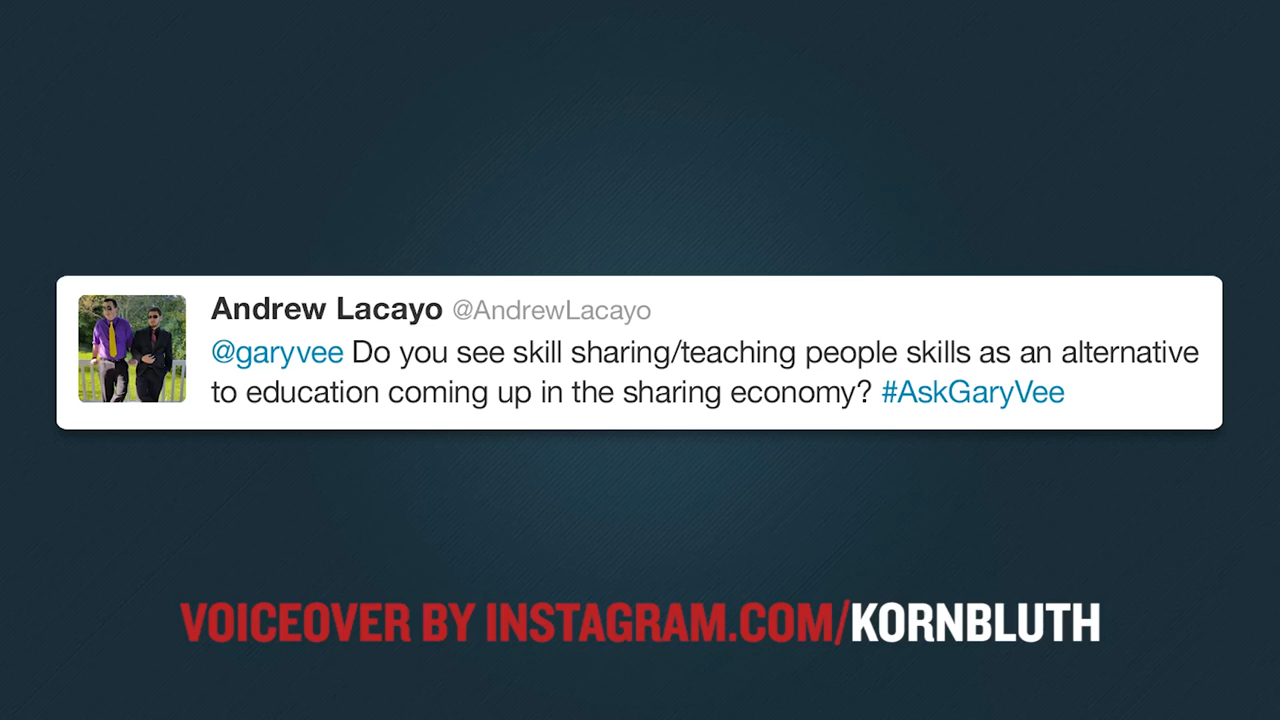 Andrew Lacayo @AndrewLacayo
@garyvee Do you see skill sharing/teaching people skills as an alternative
to education coming up in the sharing economy? #AskGaryVee
VOICEOVER BY INSTAGRAM.COM/KORNBLUTH